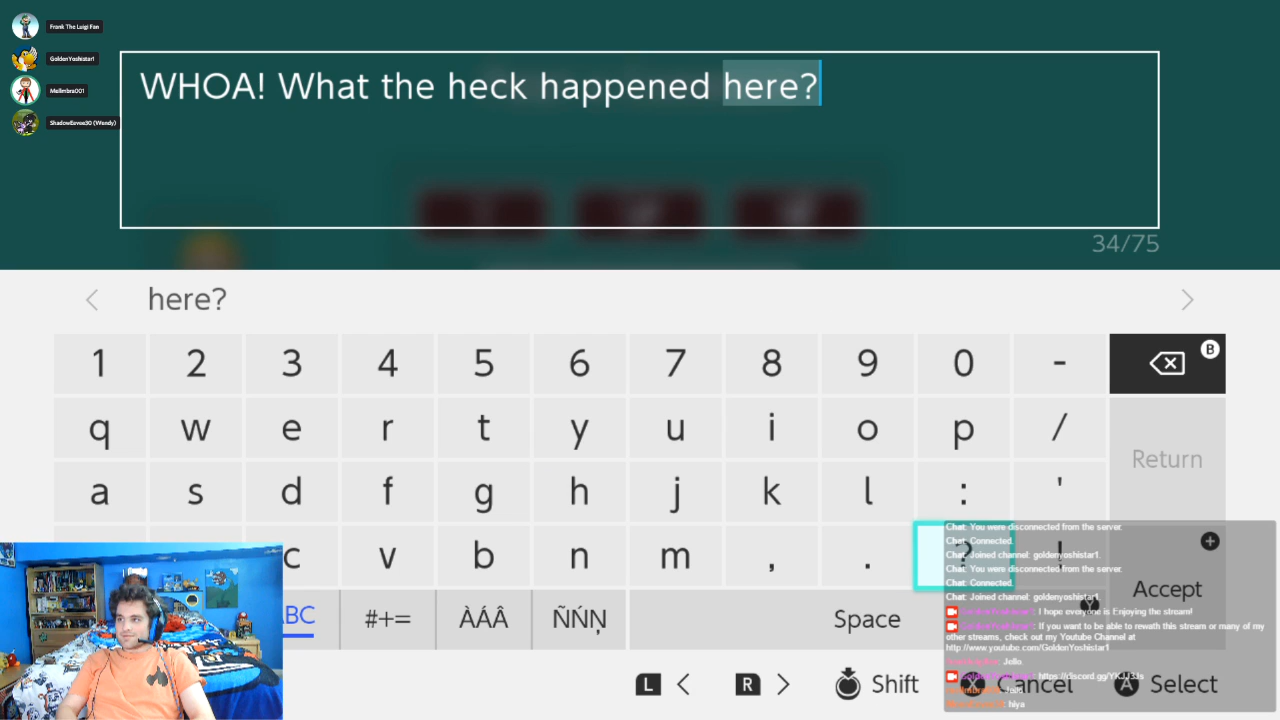 Frank The Luigi Fan
GoldenYoshistar1
Mellmbra001
ShadowEevee30 (Wendy)
WHOA! What the heck happened here?
34/75
here?
1 2 3 4 5 6 7 8 9 0 -
B
q w e r t y u i o p /
Return
a s d f g h j k l : '
c v b n m , . ? !
Accept
BC #+= ÀÁÂ ÑŃŅ Space
L R Shift X Cancel A Select
Chat: You were disconnected from the server.
Chat: Connected.
Chat: Joined channel: goldenyoshistar1.
Chat: You were disconnected from the server.
Chat: Connected.
Chat: Joined channel: goldenyoshistar1.
I hope everyone is Enjoying the stream!
If you want to be able to rewath this stream or many of my
other streams, check out my Youtube Channel at
http://www.youtube.com/GoldenYoshistar1
Jello
hiya